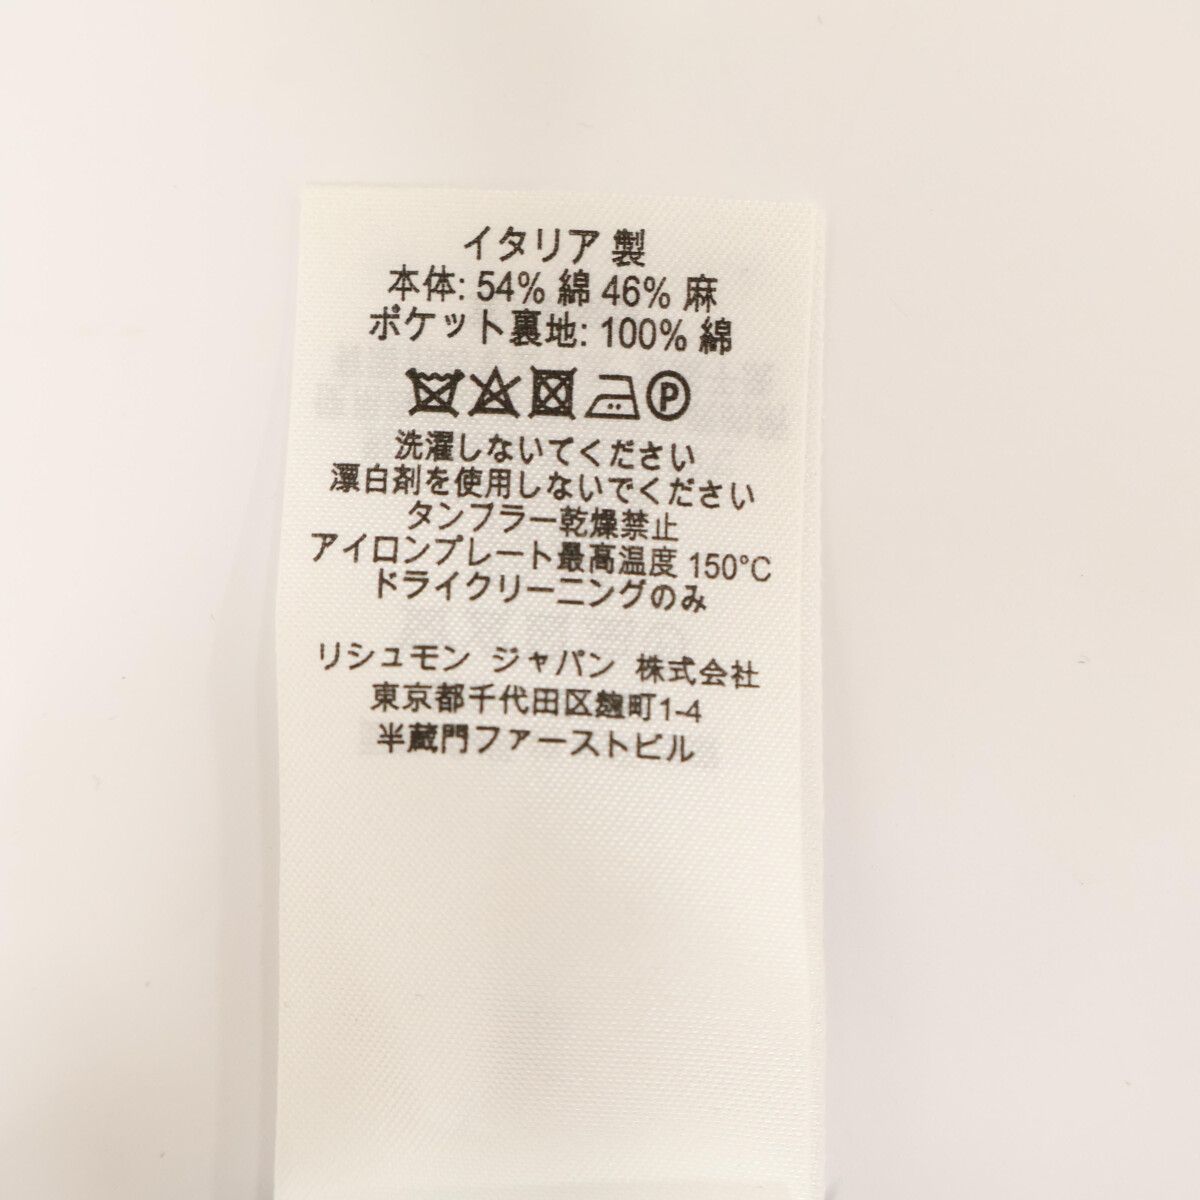 イタリア 製
本体: 54% 綿 46% 麻
ポケット裏地: 100% 綿
P
洗濯しないてください
漂白剤を使用しないでください
タンブラー乾燥禁止
アイロンプレート最高温度 150°C
ドライクリーニングのみ
リシュモン ジャパン 株式会社
東京都千代田区麹町1-4
半蔵門ファーストビル